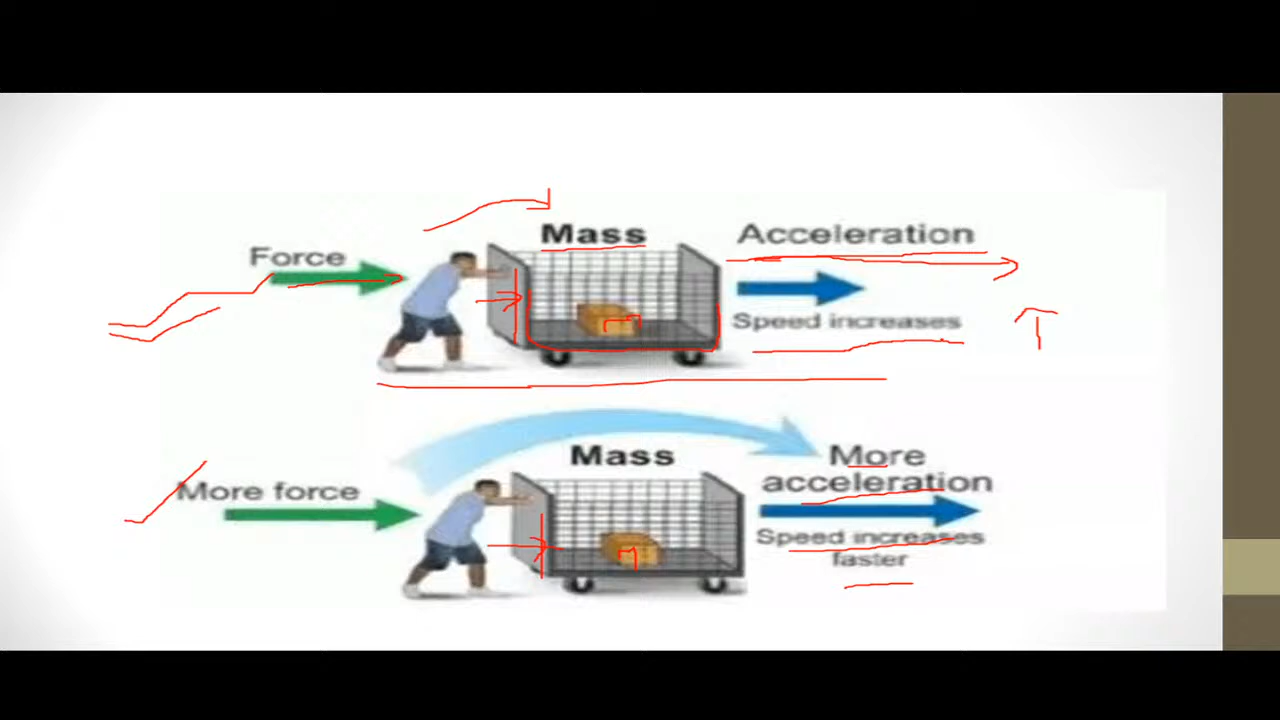 Force
Mass
Acceleration
Speed increases
More force
Mass
More
acceleration
Speed increases
faster